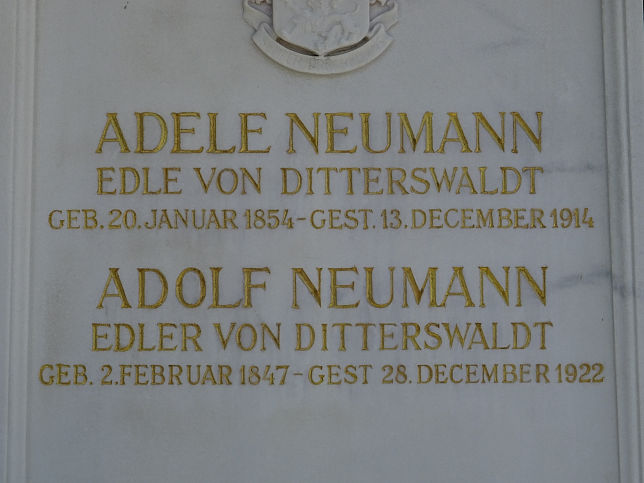 ADELE NEUMANN
EDLE VON DITTERSWALDT
GEB. 20. JANUAR 1854-GEST. 13. DECEMBER 1914
ADOLF NEUMANN
EDLER VON DITTERSWALDT
GEB. 2. FEBRUAR 1847-GEST 28. DECEMBER 1922